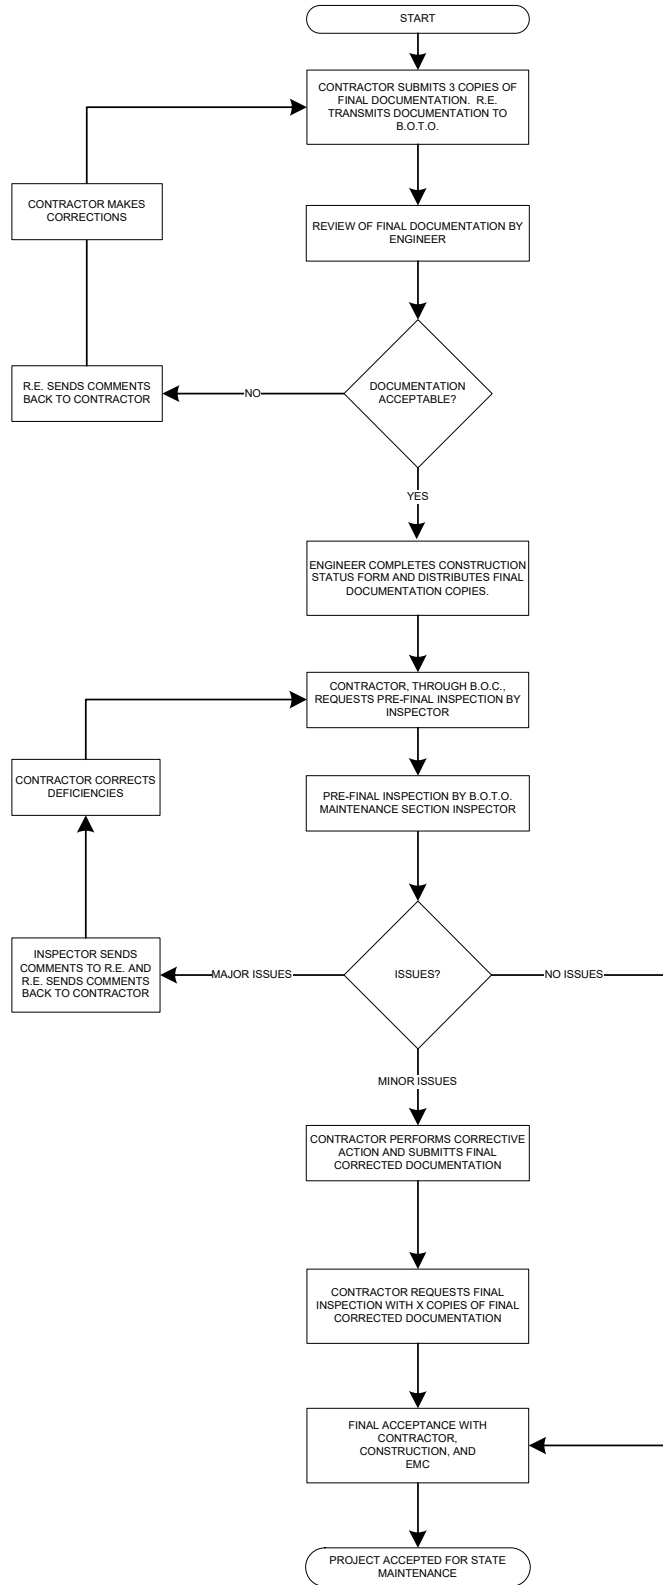 START
CONTRACTOR SUBMITS 3 COPIES OF
FINAL DOCUMENTATION. R.E.
TRANSMITS DOCUMENTATION TO
B.O.T.O.
CONTRACTOR MAKES
CORRECTIONS
REVIEW OF FINAL DOCUMENTATION BY
ENGINEER
R.E. SENDS COMMENTS
BACK TO CONTRACTOR
NO
DOCUMENTATION
ACCEPTABLE?
YES
ENGINEER COMPLETES CONSTRUCTION
STATUS FORM AND DISTRIBUTES FINAL
DOCUMENTATION COPIES.
CONTRACTOR, THROUGH B.O.C.,
REQUESTS PRE-FINAL INSPECTION BY
INSPECTOR
CONTRACTOR CORRECTS
DEFICIENCIES
PRE-FINAL INSPECTION BY B.O.T.O.
MAINTENANCE SECTION INSPECTOR
INSPECTOR SENDS
COMMENTS TO R.E. AND
R.E. SENDS COMMENTS
BACK TO CONTRACTOR
MAJOR ISSUES
ISSUES?
NO ISSUES
MINOR ISSUES
CONTRACTOR PERFORMS CORRECTIVE
ACTION AND SUBMITTS FINAL
CORRECTED DOCUMENTATION
CONTRACTOR REQUESTS FINAL
INSPECTION WITH X COPIES OF FINAL
CORRECTED DOCUMENTATION
FINAL ACCEPTANCE WITH
CONTRACTOR,
CONSTRUCTION, AND
EMC
PROJECT ACCEPTED FOR STATE
MAINTENANCE